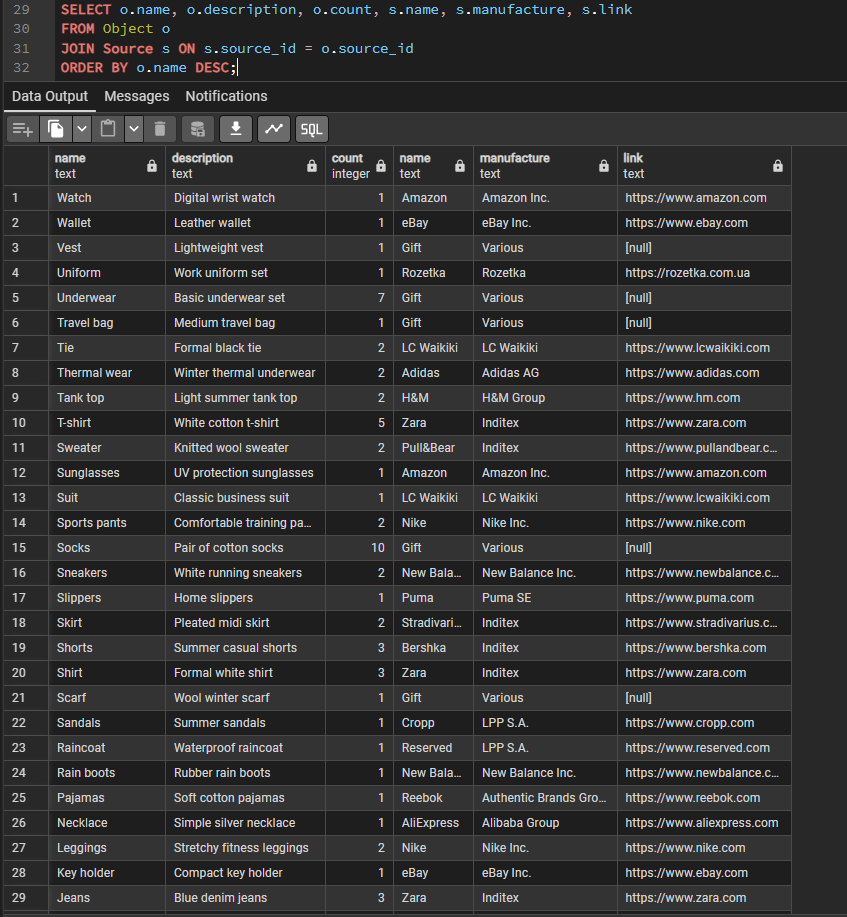 29 SELECT o.name, o.description, o.count, s.name, s.manufacture, s.link
30 FROM Object o
31 JOIN Source s ON s.source_id = o.source_id
32 ORDER BY o.name DESC;
Data Output Messages Notifications
SQL
name description count name manufacture link
text text integer text text text
1 Watch Digital wrist watch 1 Amazon Amazon Inc. https://www.amazon.com
2 Wallet Leather wallet 1 eBay eBay Inc. https://www.ebay.com
3 Vest Lightweight vest 1 Gift Various [null]
4 Uniform Work uniform set 1 Rozetka Rozetka https://rozetka.com.ua
5 Underwear Basic underwear set 7 Gift Various [null]
6 Travel bag Medium travel bag 1 Gift Various [null]
7 Tie Formal black tie 2 LC Waikiki LC Waikiki https://www.lcwaikiki.com
8 Thermal wear Winter thermal underwear 2 Adidas Adidas AG https://www.adidas.com
9 Tank top Light summer tank top 2 H&M H&M Group https://www.hm.com
10 T-shirt White cotton t-shirt 5 Zara Inditex https://www.zara.com
11 Sweater Knitted wool sweater 2 Pull&Bear Inditex https://www.pullandbear.c...
12 Sunglasses UV protection sunglasses 1 Amazon Amazon Inc. https://www.amazon.com
13 Suit Classic business suit 1 LC Waikiki LC Waikiki https://www.lcwaikiki.com
14 Sports pants Comfortable training pa... 2 Nike Nike Inc. https://www.nike.com
15 Socks Pair of cotton socks 10 Gift Various [null]
16 Sneakers White running sneakers 2 New Bala... New Balance Inc. https://www.newbalance.c...
17 Slippers Home slippers 1 Puma Puma SE https://www.puma.com
18 Skirt Pleated midi skirt 2 Stradivari... Inditex https://www.stradivarius.c...
19 Shorts Summer casual shorts 3 Bershka Inditex https://www.bershka.com
20 Shirt Formal white shirt 3 Zara Inditex https://www.zara.com
21 Scarf Wool winter scarf 1 Gift Various [null]
22 Sandals Summer sandals 1 Cropp LPP S.A. https://www.cropp.com
23 Raincoat Waterproof raincoat 1 Reserved LPP S.A. https://www.reserved.com
24 Rain boots Rubber rain boots 1 New Bala... New Balance Inc. https://www.newbalance.c...
25 Pajamas Soft cotton pajamas 1 Reebok Authentic Brands Gro... https://www.reebok.com
26 Necklace Simple silver necklace 1 AliExpress Alibaba Group https://www.aliexpress.com
27 Leggings Stretchy fitness leggings 2 Nike Nike Inc. https://www.nike.com
28 Key holder Compact key holder 1 eBay eBay Inc. https://www.ebay.com
29 Jeans Blue denim jeans 3 Zara Inditex https://www.zara.com